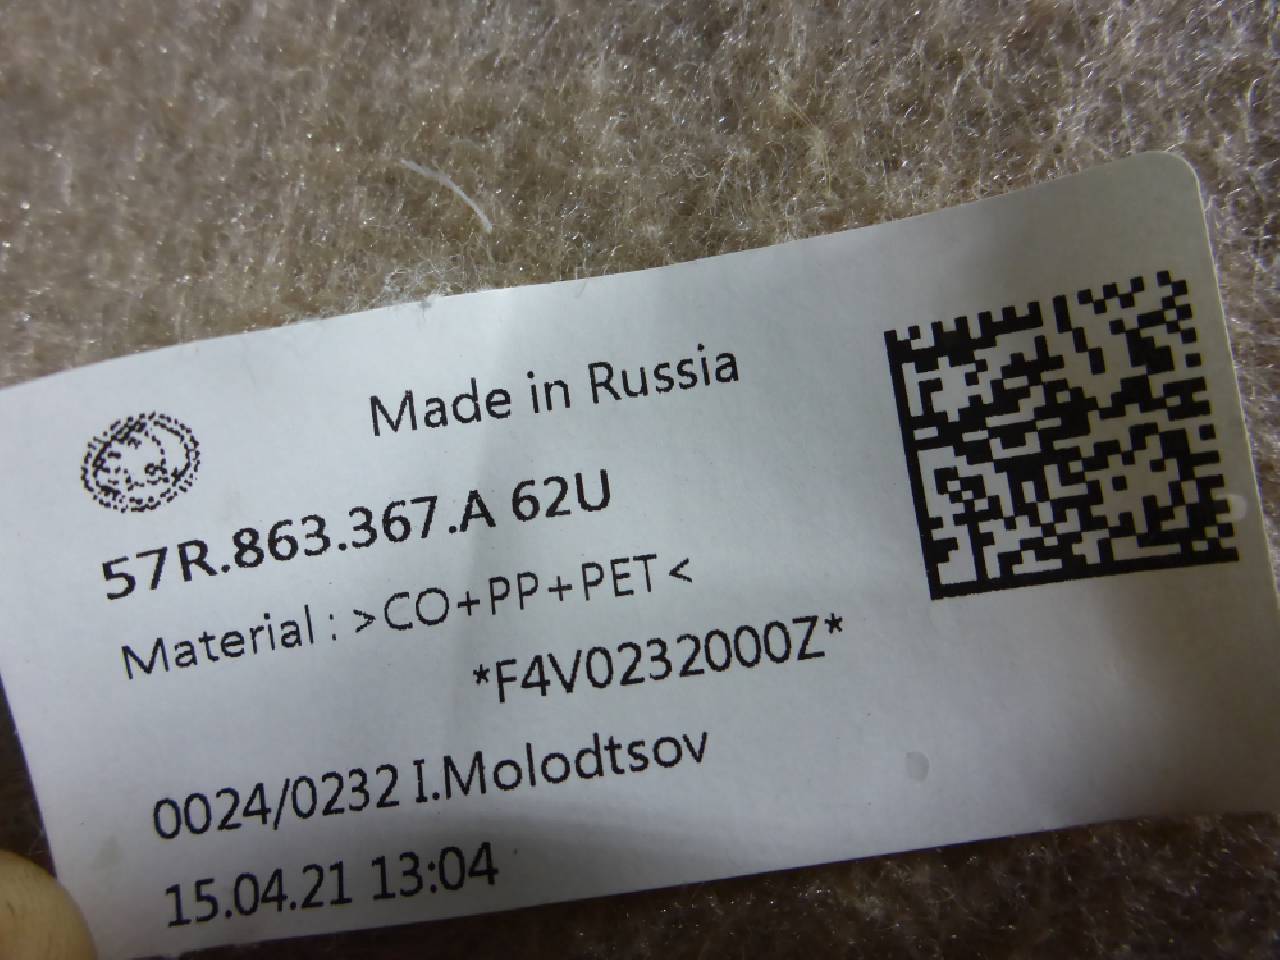 Made in Russia
57R.863.367.A 62U
Material : >CO+PP+PET<
*F4V0232000Z*
0024/0232 I.Molodtsov
15.04.21 13:04